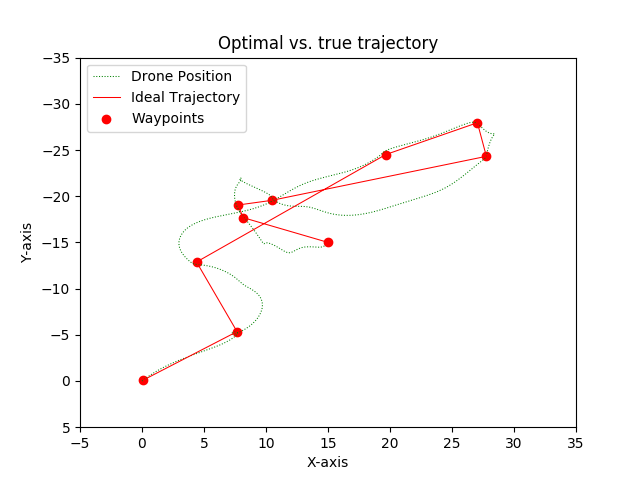 Optimal vs. true trajectory
Drone Position
Ideal Trajectory
Waypoints
−35
−30
−25
−20
−15
−10
−5
0
5
Y-axis
−5 0 5 10 15 20 25 30 35
X-axis